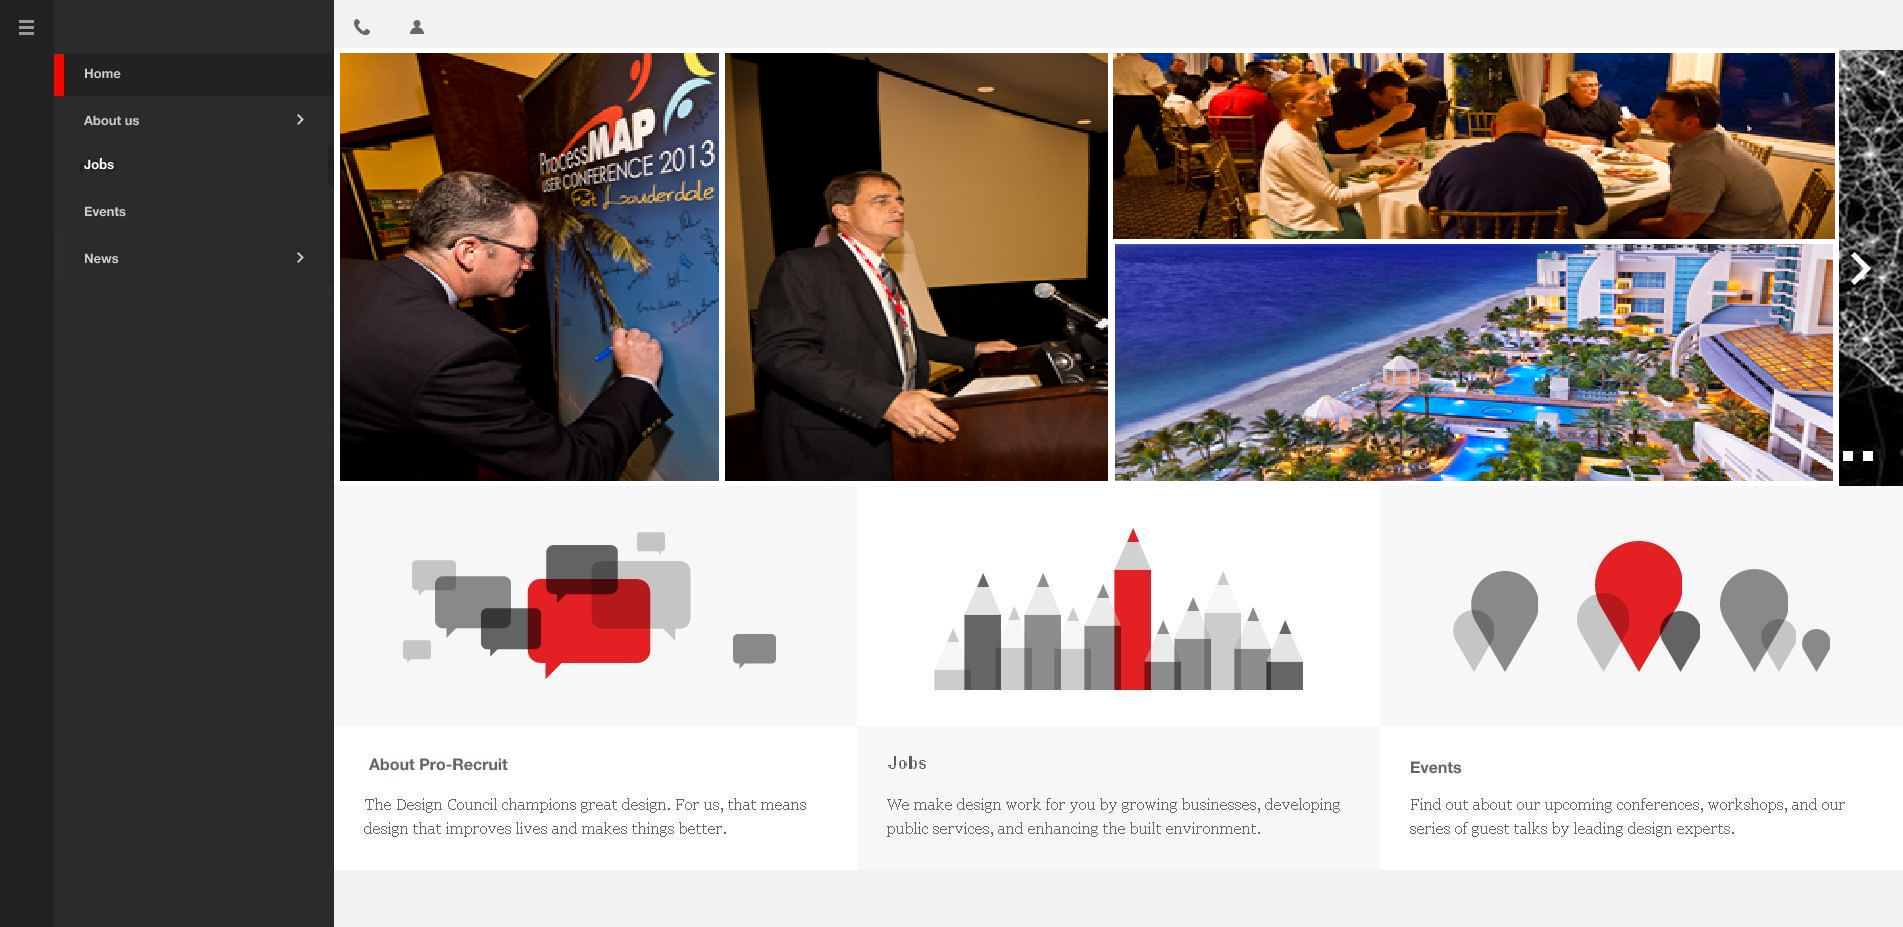 Home
About us
Jobs
Events
News
ProcessMAP
USER CONFERENCE 2013
Fort Lauderdale
About Pro-Recruit
The Design Council champions great design. For us, that means
design that improves lives and makes things better.
Jobs
We make design work for you by growing businesses, developing
public services, and enhancing the built environment.
Events
Find out about our upcoming conferences, workshops, and our
series of guest talks by leading design experts.